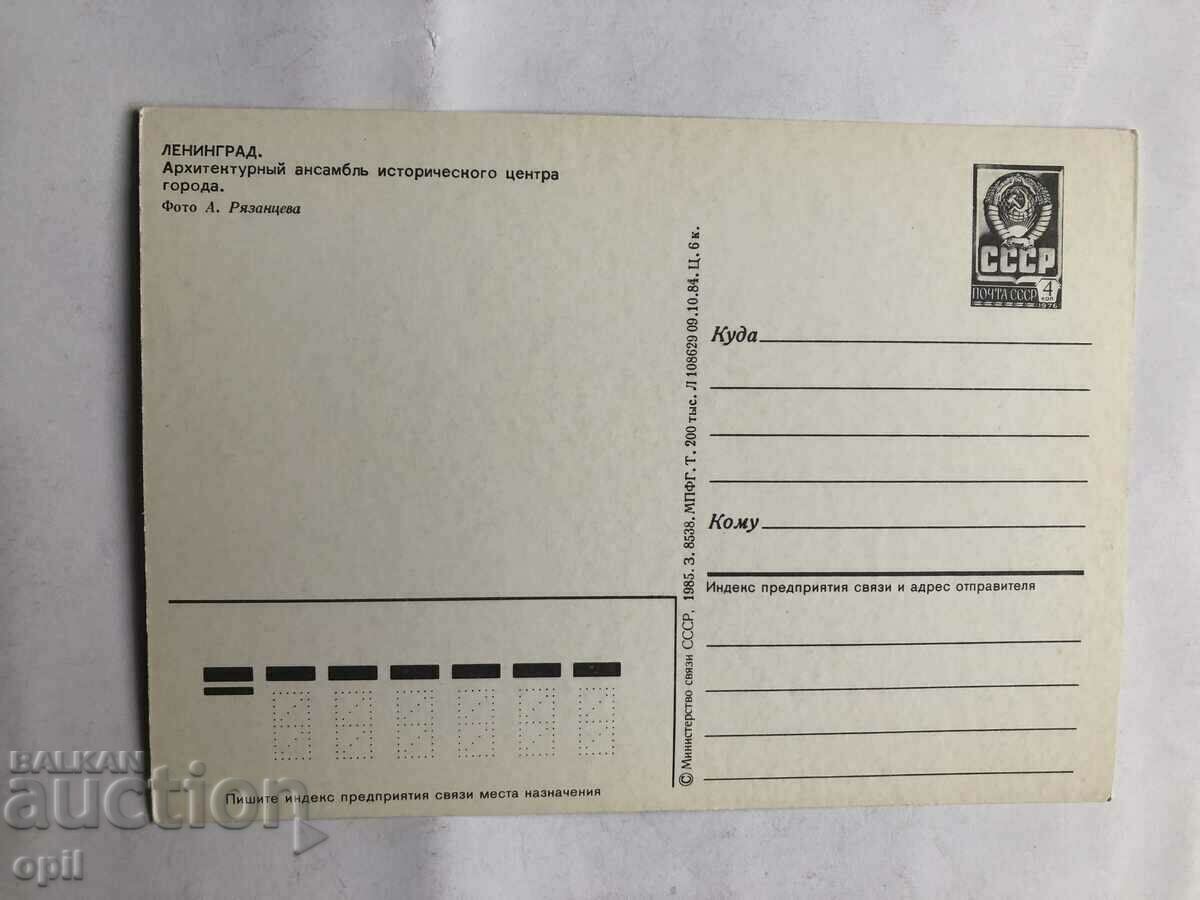 ЛЕНИНГРАД.
Архитектурный ансамбль исторического центра
города.
Фото А. Рязанцева
СССР
ПОЧТА СССР
4
коп
1976
Куда
Кому
Индекс предприятия связи и адрес отправителя
© Министерство связи СССР, 1985. З. 8538. МПФГ. Т. 200 тыс. Л 108629 09.10.84. Ц. 6 к.
Пишите индекс предприятия связи места назначения
BALKAN
auction
opil